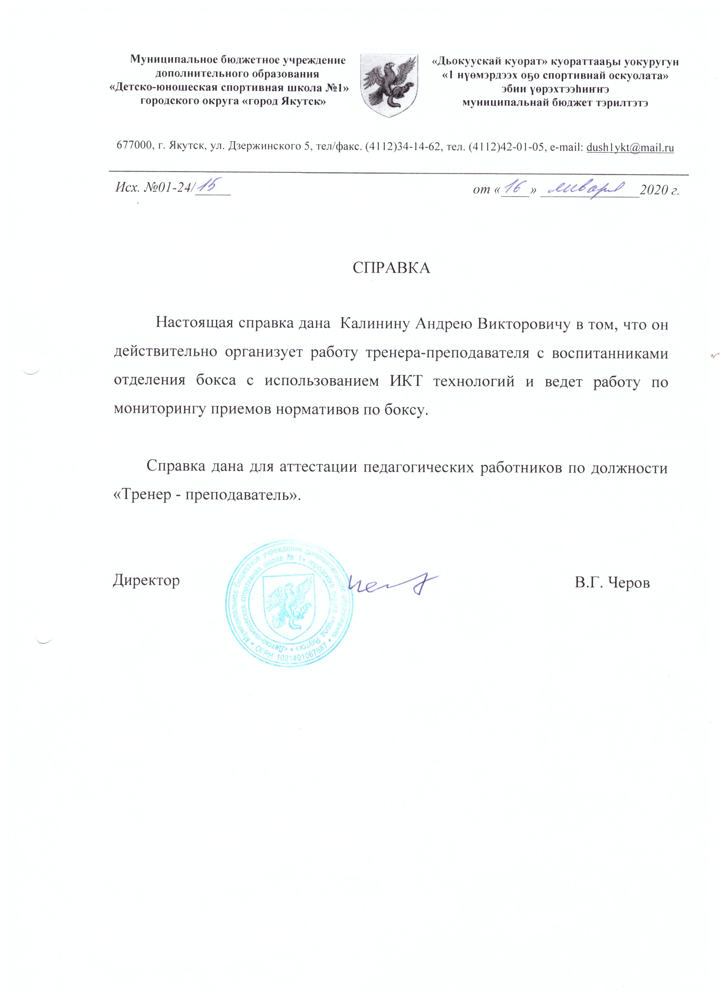 Муниципальное бюджетное учреждение
дополнительного образования
«Детско-юношеская спортивная школа №1»
городского округа «город Якутск»
«Дьокуускай куорат» куораттааҕы уокуругун
«1 нүөмэрдээх оҕо спортивнай оскуолата»
эбии үөрэхтээһиҥҥэ
муниципальнай бюджет тэрилтэтэ
677000, г. Якутск, ул. Дзержинского 5, тел/факс. (4112)34-14-62, тел. (4112)42-01-05, e-mail: dush1ykt@mail.ru
Исх. №01-24/15
от «16» января 2020 г.
СПРАВКА
Настоящая справка дана Калинину Андрею Викторовичу в том, что он
действительно организует работу тренера-преподавателя с воспитанниками
отделения бокса с использованием ИКТ технологий и ведет работу по
мониторингу приемов нормативов по боксу.
Справка дана для аттестации педагогических работников по должности
«Тренер - преподаватель».
Директор
В.Г. Черов
Муниципальное бюджетное учреждение дополнительного образования • ОГРН 1021401067687 •
«Детско-юношеская спортивная школа № 1» городского округа «город Якутск» •